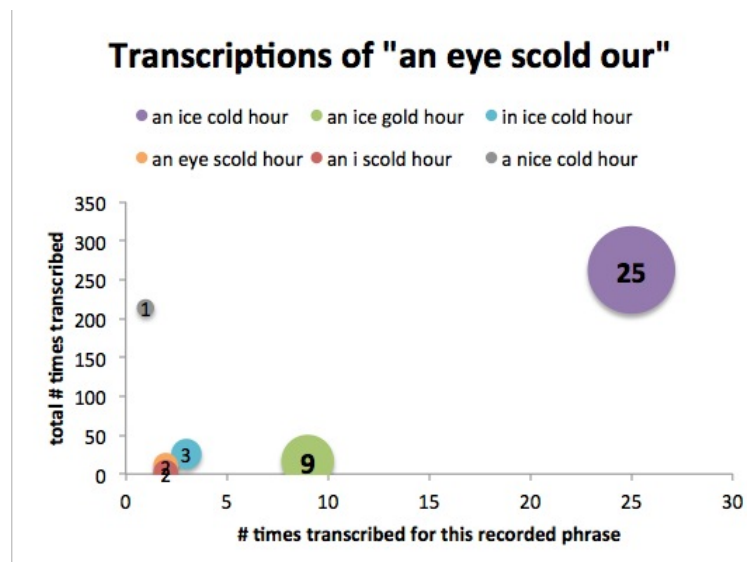 Transcriptions of "an eye scold our"
an ice cold hour an ice gold hour in ice cold hour
an eye scold hour an i scold hour a nice cold hour
total # times transcribed
350
300
250
200
150
100
50
0
25
1
3
2
2
9
0 5 10 15 20 25 30
# times transcribed for this recorded phrase